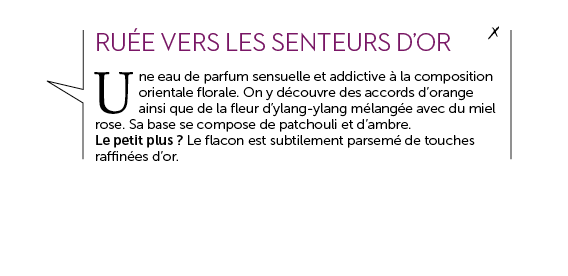 RUÉE VERS LES SENTEURS D’OR
Une eau de parfum sensuelle et addictive à la composition
orientale florale. On y découvre des accords d’orange
ainsi que de la fleur d’ylang-ylang mélangée avec du miel
rose. Sa base se compose de patchouli et d’ambre.
Le petit plus ? Le flacon est subtilement parsemé de touches
raffinées d’or.